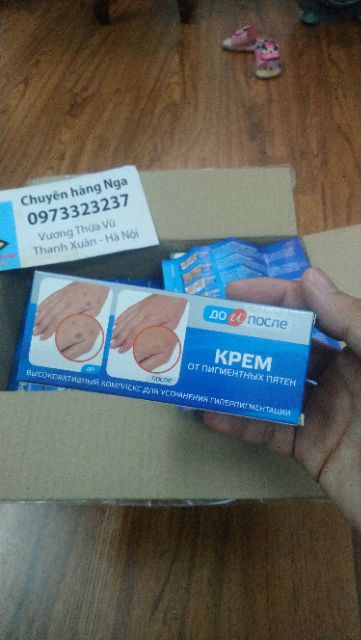 Chuyên hàng Nga
0973323237
Vương Thừa Vũ
Thanh Xuân - Hà Nội
до и после
КРЕМ
ОТ ПИГМЕНТНЫХ ПЯТЕН
ДО
ПОСЛЕ
ВЫСОКОАКТИВНЫЙ КОМПЛЕКС ДЛЯ УСТРАНЕНИЯ ГИПЕРПИГМЕНТАЦИИ